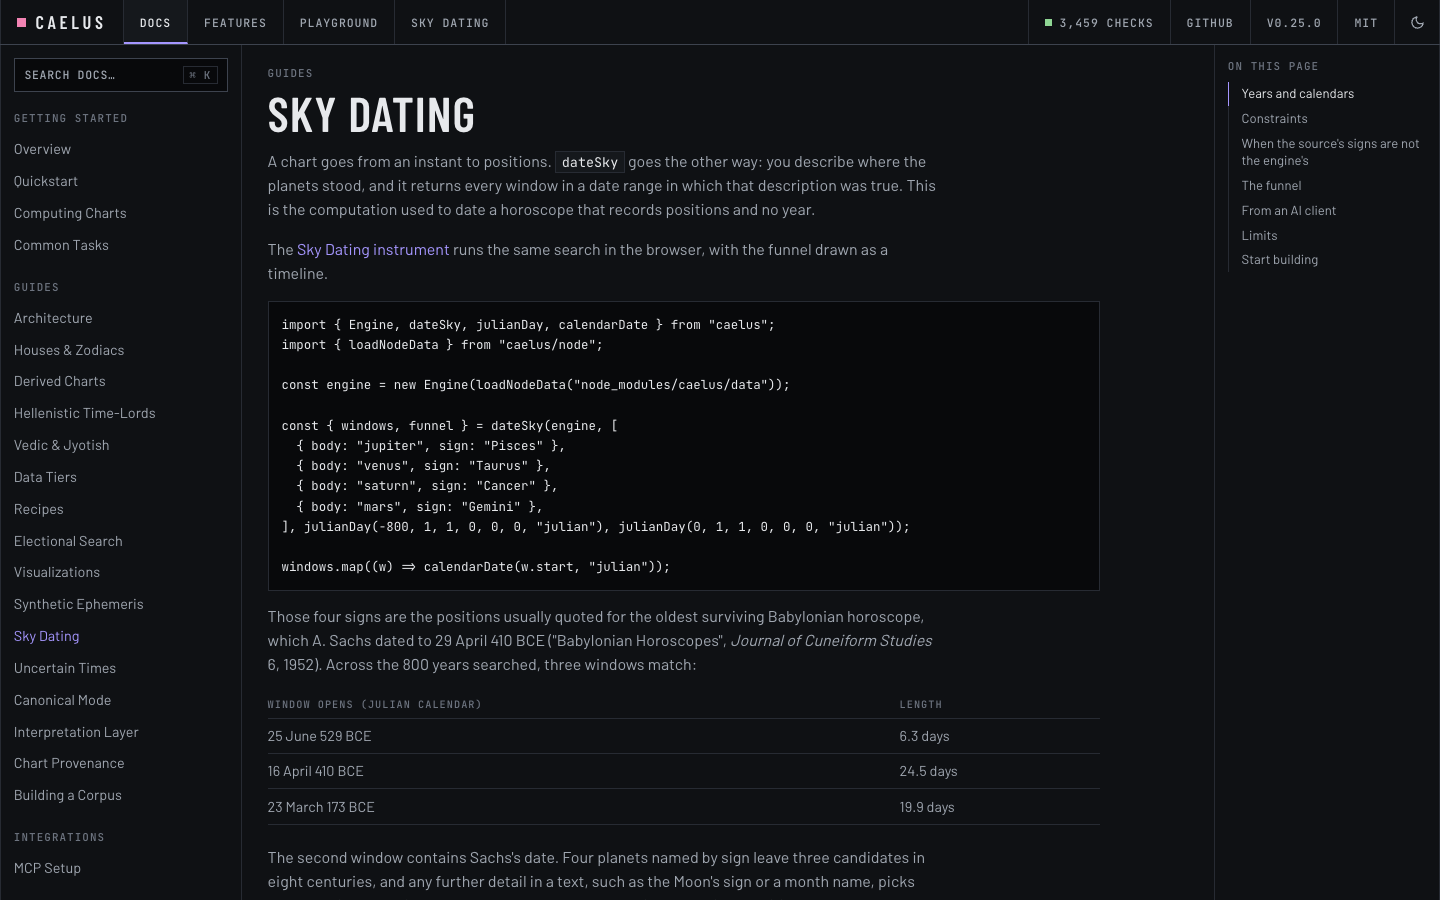 CAELUS
DOCS
FEATURES
PLAYGROUND
SKY DATING
3,459 CHECKS
GITHUB
V0.25.0
MIT
SEARCH DOCS…
⌘ K
GETTING STARTED
Overview
Quickstart
Computing Charts
Common Tasks
GUIDES
Architecture
Houses & Zodiacs
Derived Charts
Hellenistic Time-Lords
Vedic & Jyotish
Data Tiers
Recipes
Electional Search
Visualizations
Synthetic Ephemeris
Sky Dating
Uncertain Times
Canonical Mode
Interpretation Layer
Chart Provenance
Building a Corpus
INTEGRATIONS
MCP Setup
GUIDES
SKY DATING
A chart goes from an instant to positions. dateSky goes the other way: you describe where the
planets stood, and it returns every window in a date range in which that description was true. This
is the computation used to date a horoscope that records positions and no year.
The Sky Dating instrument runs the same search in the browser, with the funnel drawn as a
timeline.
import { Engine, dateSky, julianDay, calendarDate } from "caelus";
import { loadNodeData } from "caelus/node";
const engine = new Engine(loadNodeData("node_modules/caelus/data"));
const { windows, funnel } = dateSky(engine, [
{ body: "jupiter", sign: "Pisces" },
{ body: "venus", sign: "Taurus" },
{ body: "saturn", sign: "Cancer" },
{ body: "mars", sign: "Gemini" },
], julianDay(-800, 1, 1, 0, 0, 0, "julian"), julianDay(0, 1, 1, 0, 0, 0, "julian"));
windows.map((w) => calendarDate(w.start, "julian"));
Those four signs are the positions usually quoted for the oldest surviving Babylonian horoscope,
which A. Sachs dated to 29 April 410 BCE ("Babylonian Horoscopes", Journal of Cuneiform Studies
6, 1952). Across the 800 years searched, three windows match:
WINDOW OPENS (JULIAN CALENDAR)
LENGTH
25 June 529 BCE
6.3 days
16 April 410 BCE
24.5 days
23 March 173 BCE
19.9 days
The second window contains Sachs's date. Four planets named by sign leave three candidates in
eight centuries, and any further detail in a text, such as the Moon's sign or a month name, picks
ON THIS PAGE
Years and calendars
Constraints
When the source's signs are not
the engine's
The funnel
From an AI client
Limits
Start building